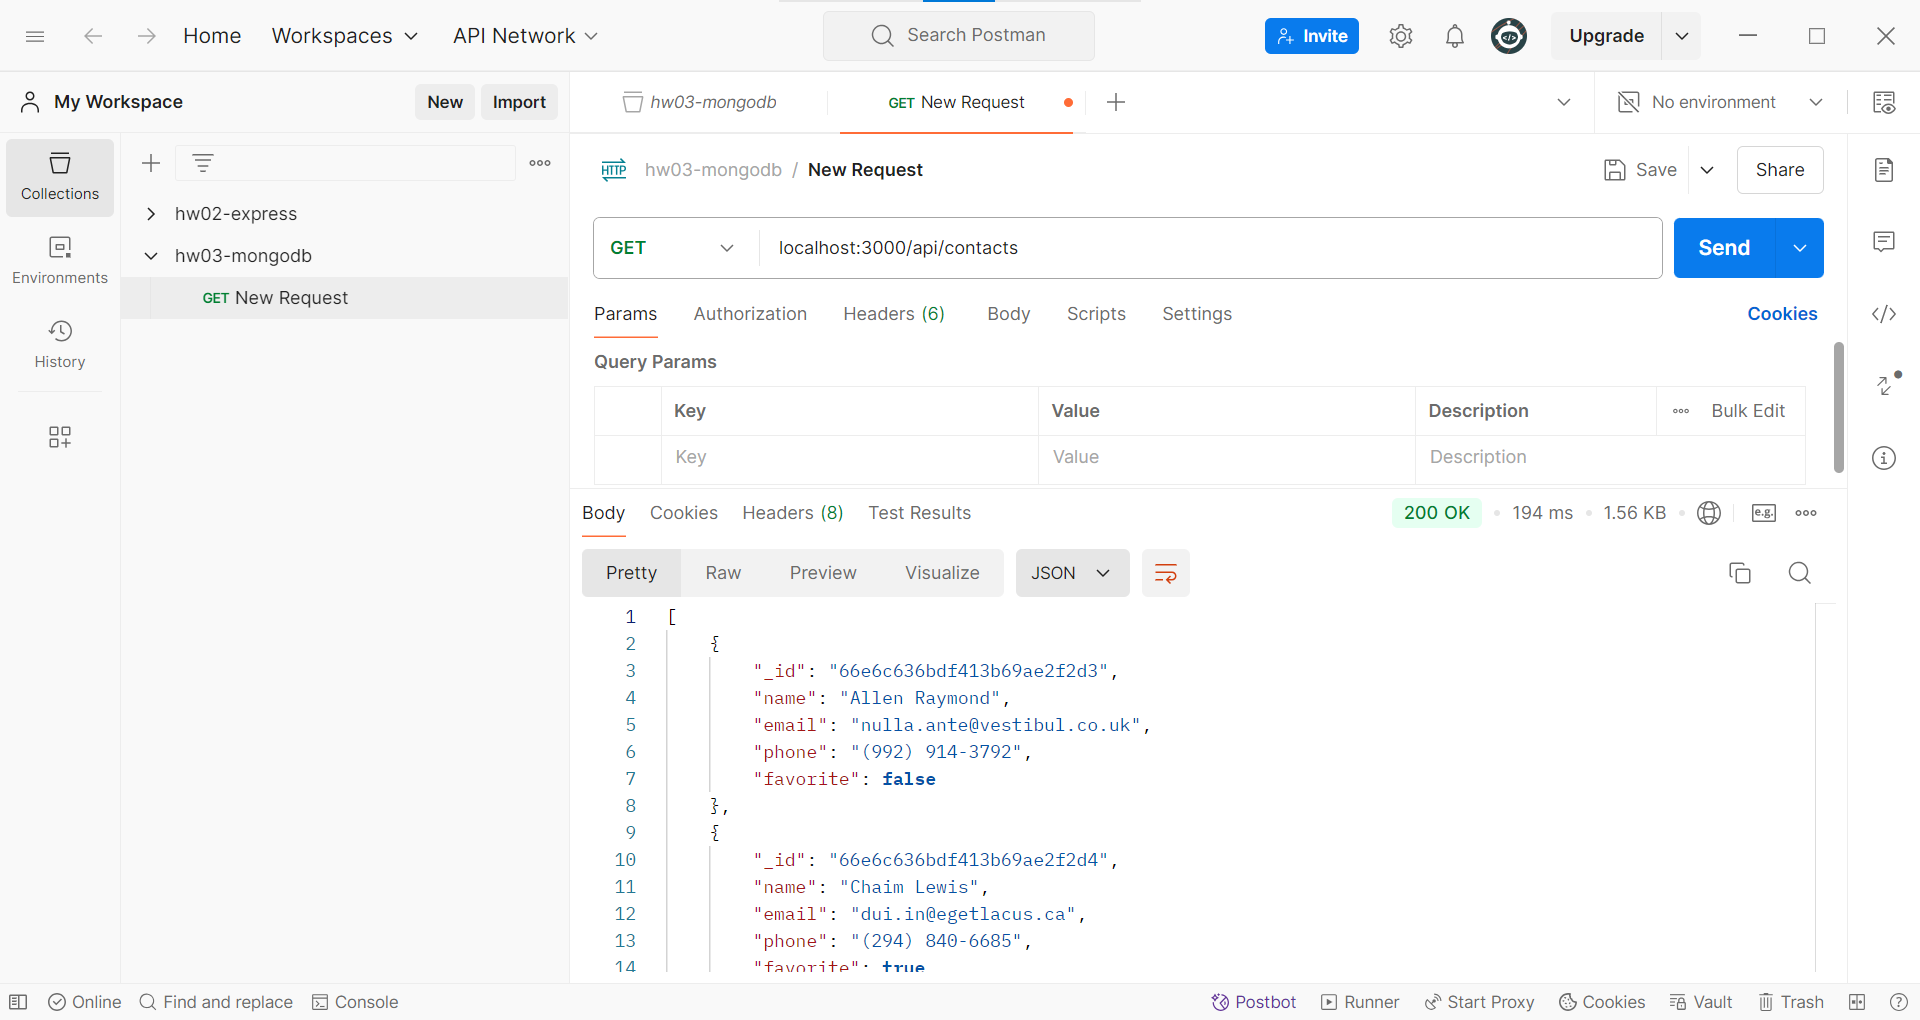 Home Workspaces API Network Search Postman Invite Upgrade
My Workspace New Import hw03-mongodb GET New Request No environment
Collections
Environments
History
hw02-express
hw03-mongodb
GET New Request
HTTP hw03-mongodb / New Request Save Share
GET localhost:3000/api/contacts Send
Params Authorization Headers (6) Body Scripts Settings Cookies
Query Params
Key Value Description Bulk Edit
Key Value Description
Body Cookies Headers (8) Test Results 200 OK 194 ms 1.56 KB e.g.
Pretty Raw Preview Visualize JSON
1 [
2 {
3 "_id": "66e6c636bdf413b69ae2f2d3",
4 "name": "Allen Raymond",
5 "email": "nulla.ante@vestibul.co.uk",
6 "phone": "(992) 914-3792",
7 "favorite": false
8 },
9 {
10 "_id": "66e6c636bdf413b69ae2f2d4",
11 "name": "Chaim Lewis",
12 "email": "dui.in@egetlacus.ca",
13 "phone": "(294) 840-6685",
14 "favorite": true
Online Find and replace Console Postbot Runner Start Proxy Cookies Vault Trash